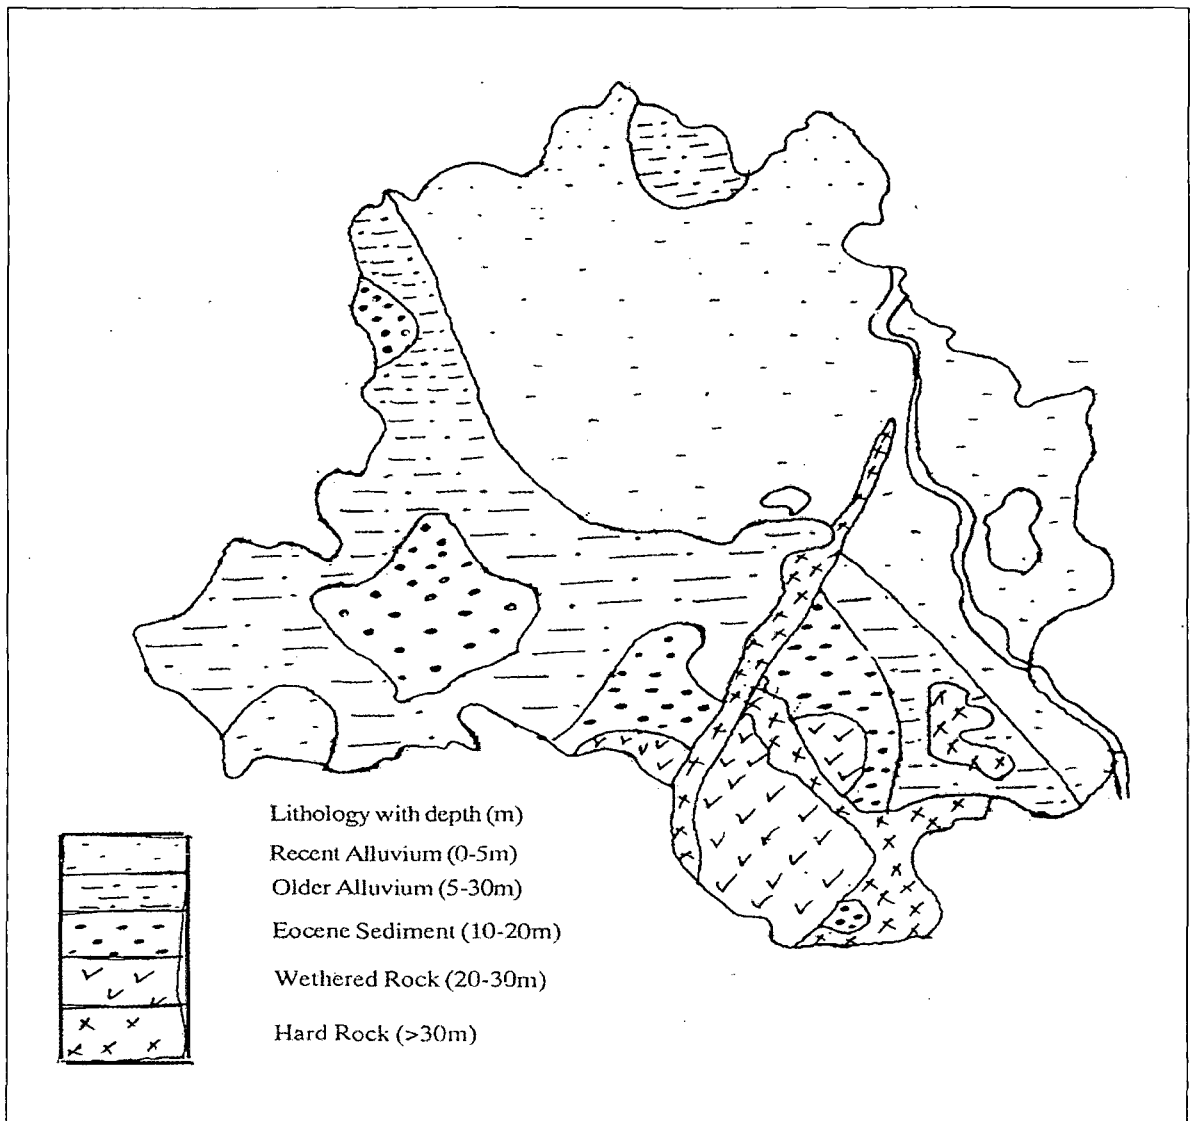 Lithology with depth (m)
Recent Alluvium (0-5m)
Older Alluvium (5-30m)
Eocene Sediment (10-20m)
Wethered Rock (20-30m)
Hard Rock (>30m)